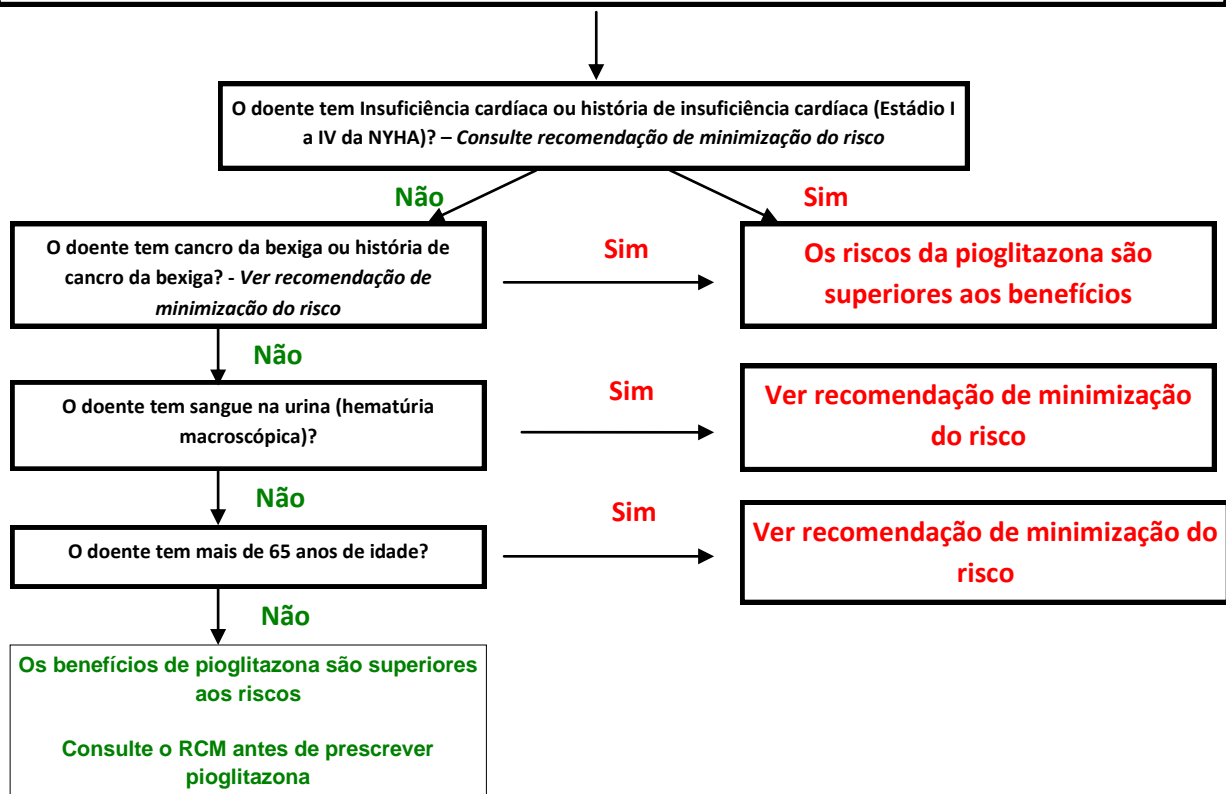 O doente tem Insuficiência cardíaca ou história de insuficiência cardíaca (Estádio I
a IV da NYHA)? – Consulte recomendação de minimização do risco
Não
Sim
O doente tem cancro da bexiga ou história de
cancro da bexiga? - Ver recomendação de
minimização do risco
Sim
Os riscos da pioglitazona são
superiores aos benefícios
Não
O doente tem sangue na urina (hematúria
macroscópica)?
Sim
Ver recomendação de minimização
do risco
Não
O doente tem mais de 65 anos de idade?
Sim
Ver recomendação de minimização do
risco
Não
Os benefícios de pioglitazona são superiores
aos riscos
Consulte o RCM antes de prescrever
pioglitazona